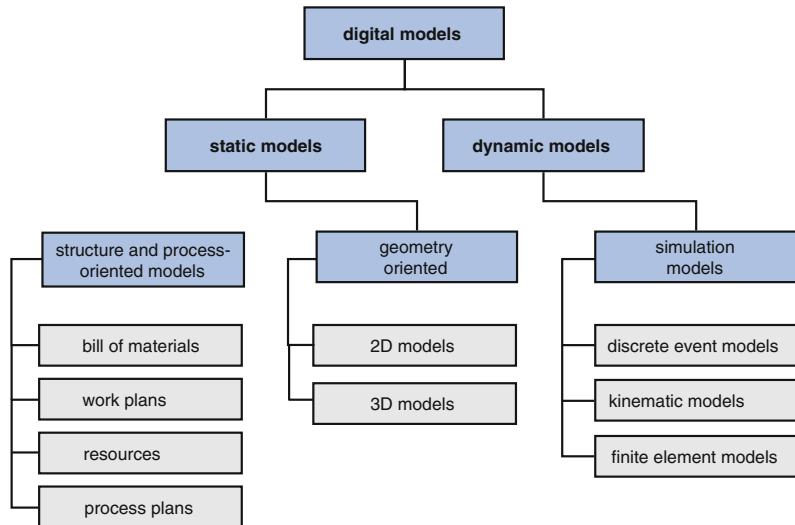 digital models
static models
dynamic models
structure and process-
oriented models
bill of materials
work plans
resources
process plans
geometry
oriented
2D models
3D models
simulation
models
discrete event models
kinematic models
finite element models